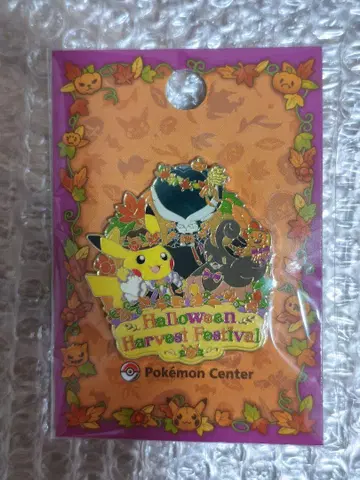 Halloween
Harvest Festival
Pokémon Center